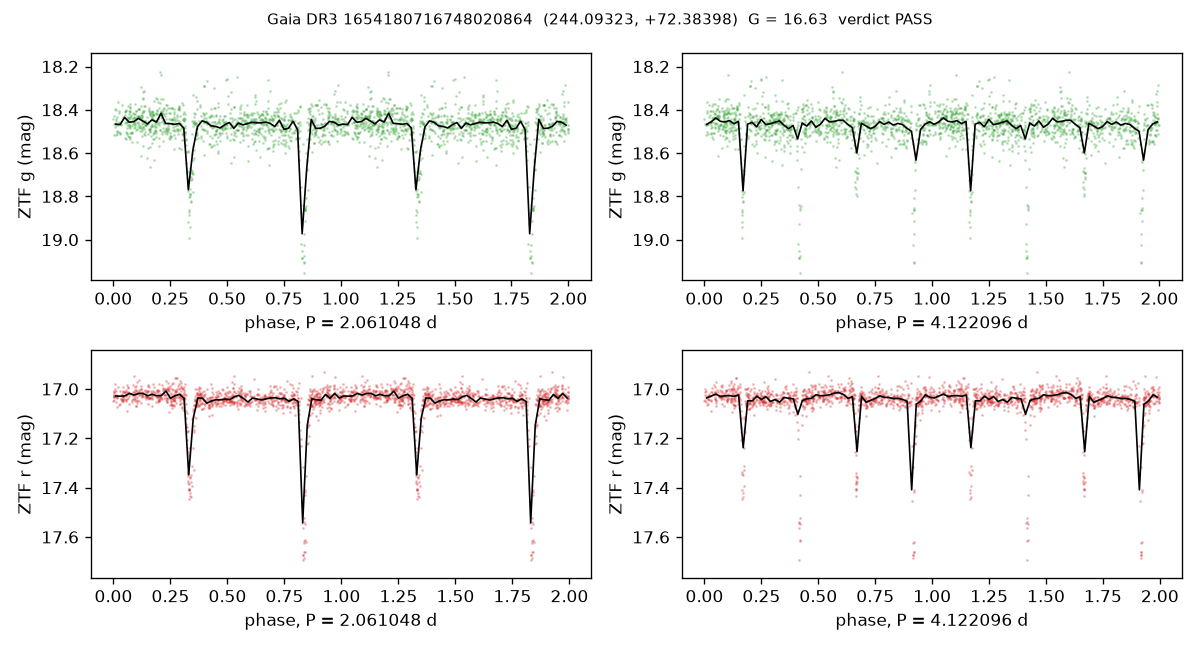 Gaia DR3 1654180716748020864  (244.09323, +72.38398)  G = 16.63  verdict PASS
ZTF g (mag)
18.2
18.4
18.6
18.8
19.0
0.00 0.25 0.50 0.75 1.00 1.25 1.50 1.75 2.00
phase, P = 2.061048 d
ZTF g (mag)
18.2
18.4
18.6
18.8
19.0
0.00 0.25 0.50 0.75 1.00 1.25 1.50 1.75 2.00
phase, P = 4.122096 d
ZTF r (mag)
17.0
17.2
17.4
17.6
0.00 0.25 0.50 0.75 1.00 1.25 1.50 1.75 2.00
phase, P = 2.061048 d
ZTF r (mag)
17.0
17.2
17.4
17.6
0.00 0.25 0.50 0.75 1.00 1.25 1.50 1.75 2.00
phase, P = 4.122096 d